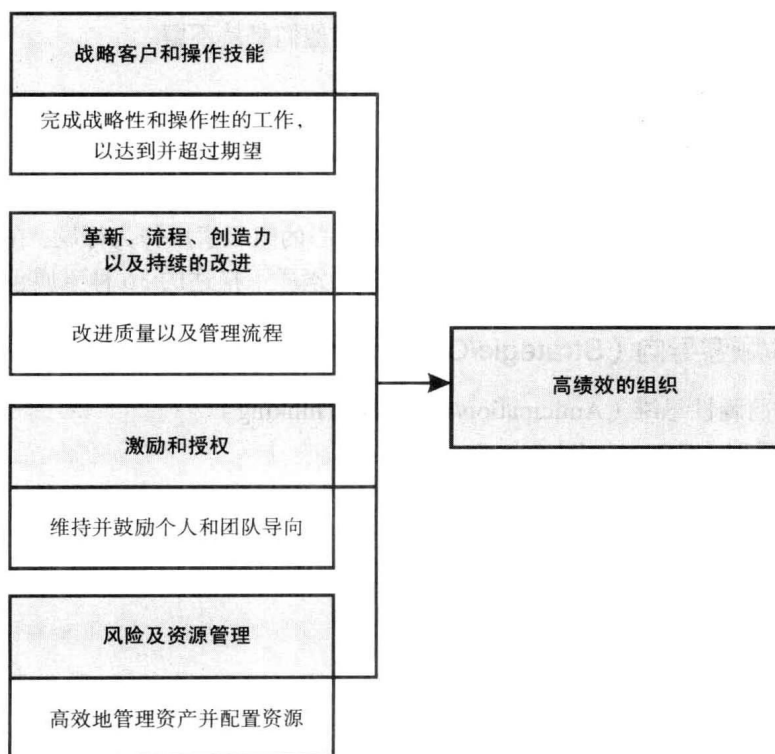 战略客户和操作技能
完成战略性和操作性的工作，
以达到并超过期望
革新、流程、创造力
以及持续的改进
改进质量以及管理流程
高绩效的组织
激励和授权
维持并鼓励个人和团队导向
风险及资源管理
高效地管理资产并配置资源